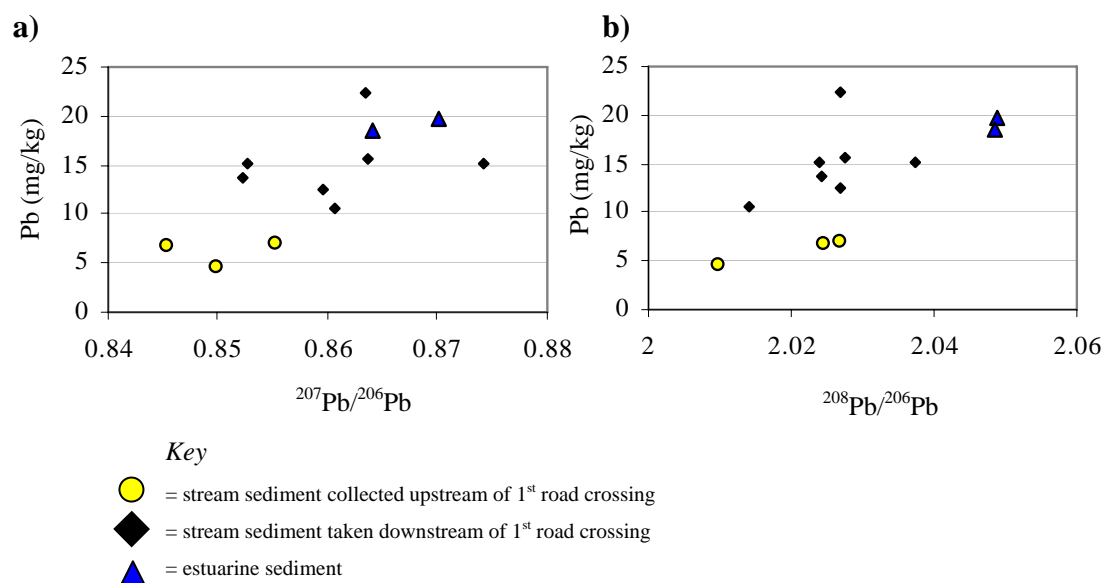 a)
25
20
15
10
5
0
Pb (mg/kg)
0.84 0.85 0.86 0.87 0.88
²⁰⁷Pb/²⁰⁶Pb
b)
25
20
15
10
5
0
Pb (mg/kg)
2 2.02 2.04 2.06
²⁰⁸Pb/²⁰⁶Pb
Key
= stream sediment collected upstream of 1ˢᵗ road crossing
= stream sediment taken downstream of 1ˢᵗ road crossing
= estuarine sediment